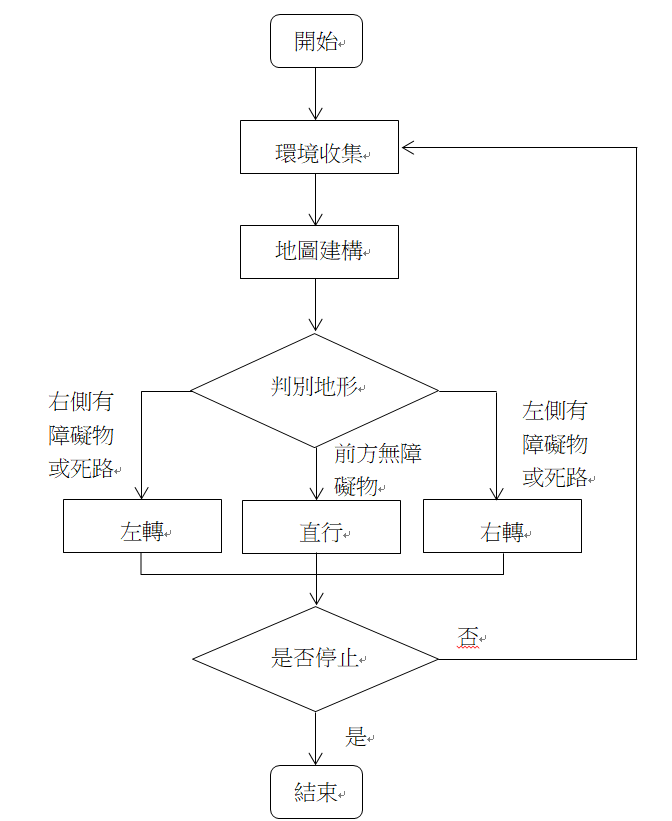 開始
環境收集
地圖建構
判別地形
右側有
障礙物
或死路
前方無障
礙物
左側有
障礙物
或死路
左轉
直行
右轉
是否停止
否
是
結束